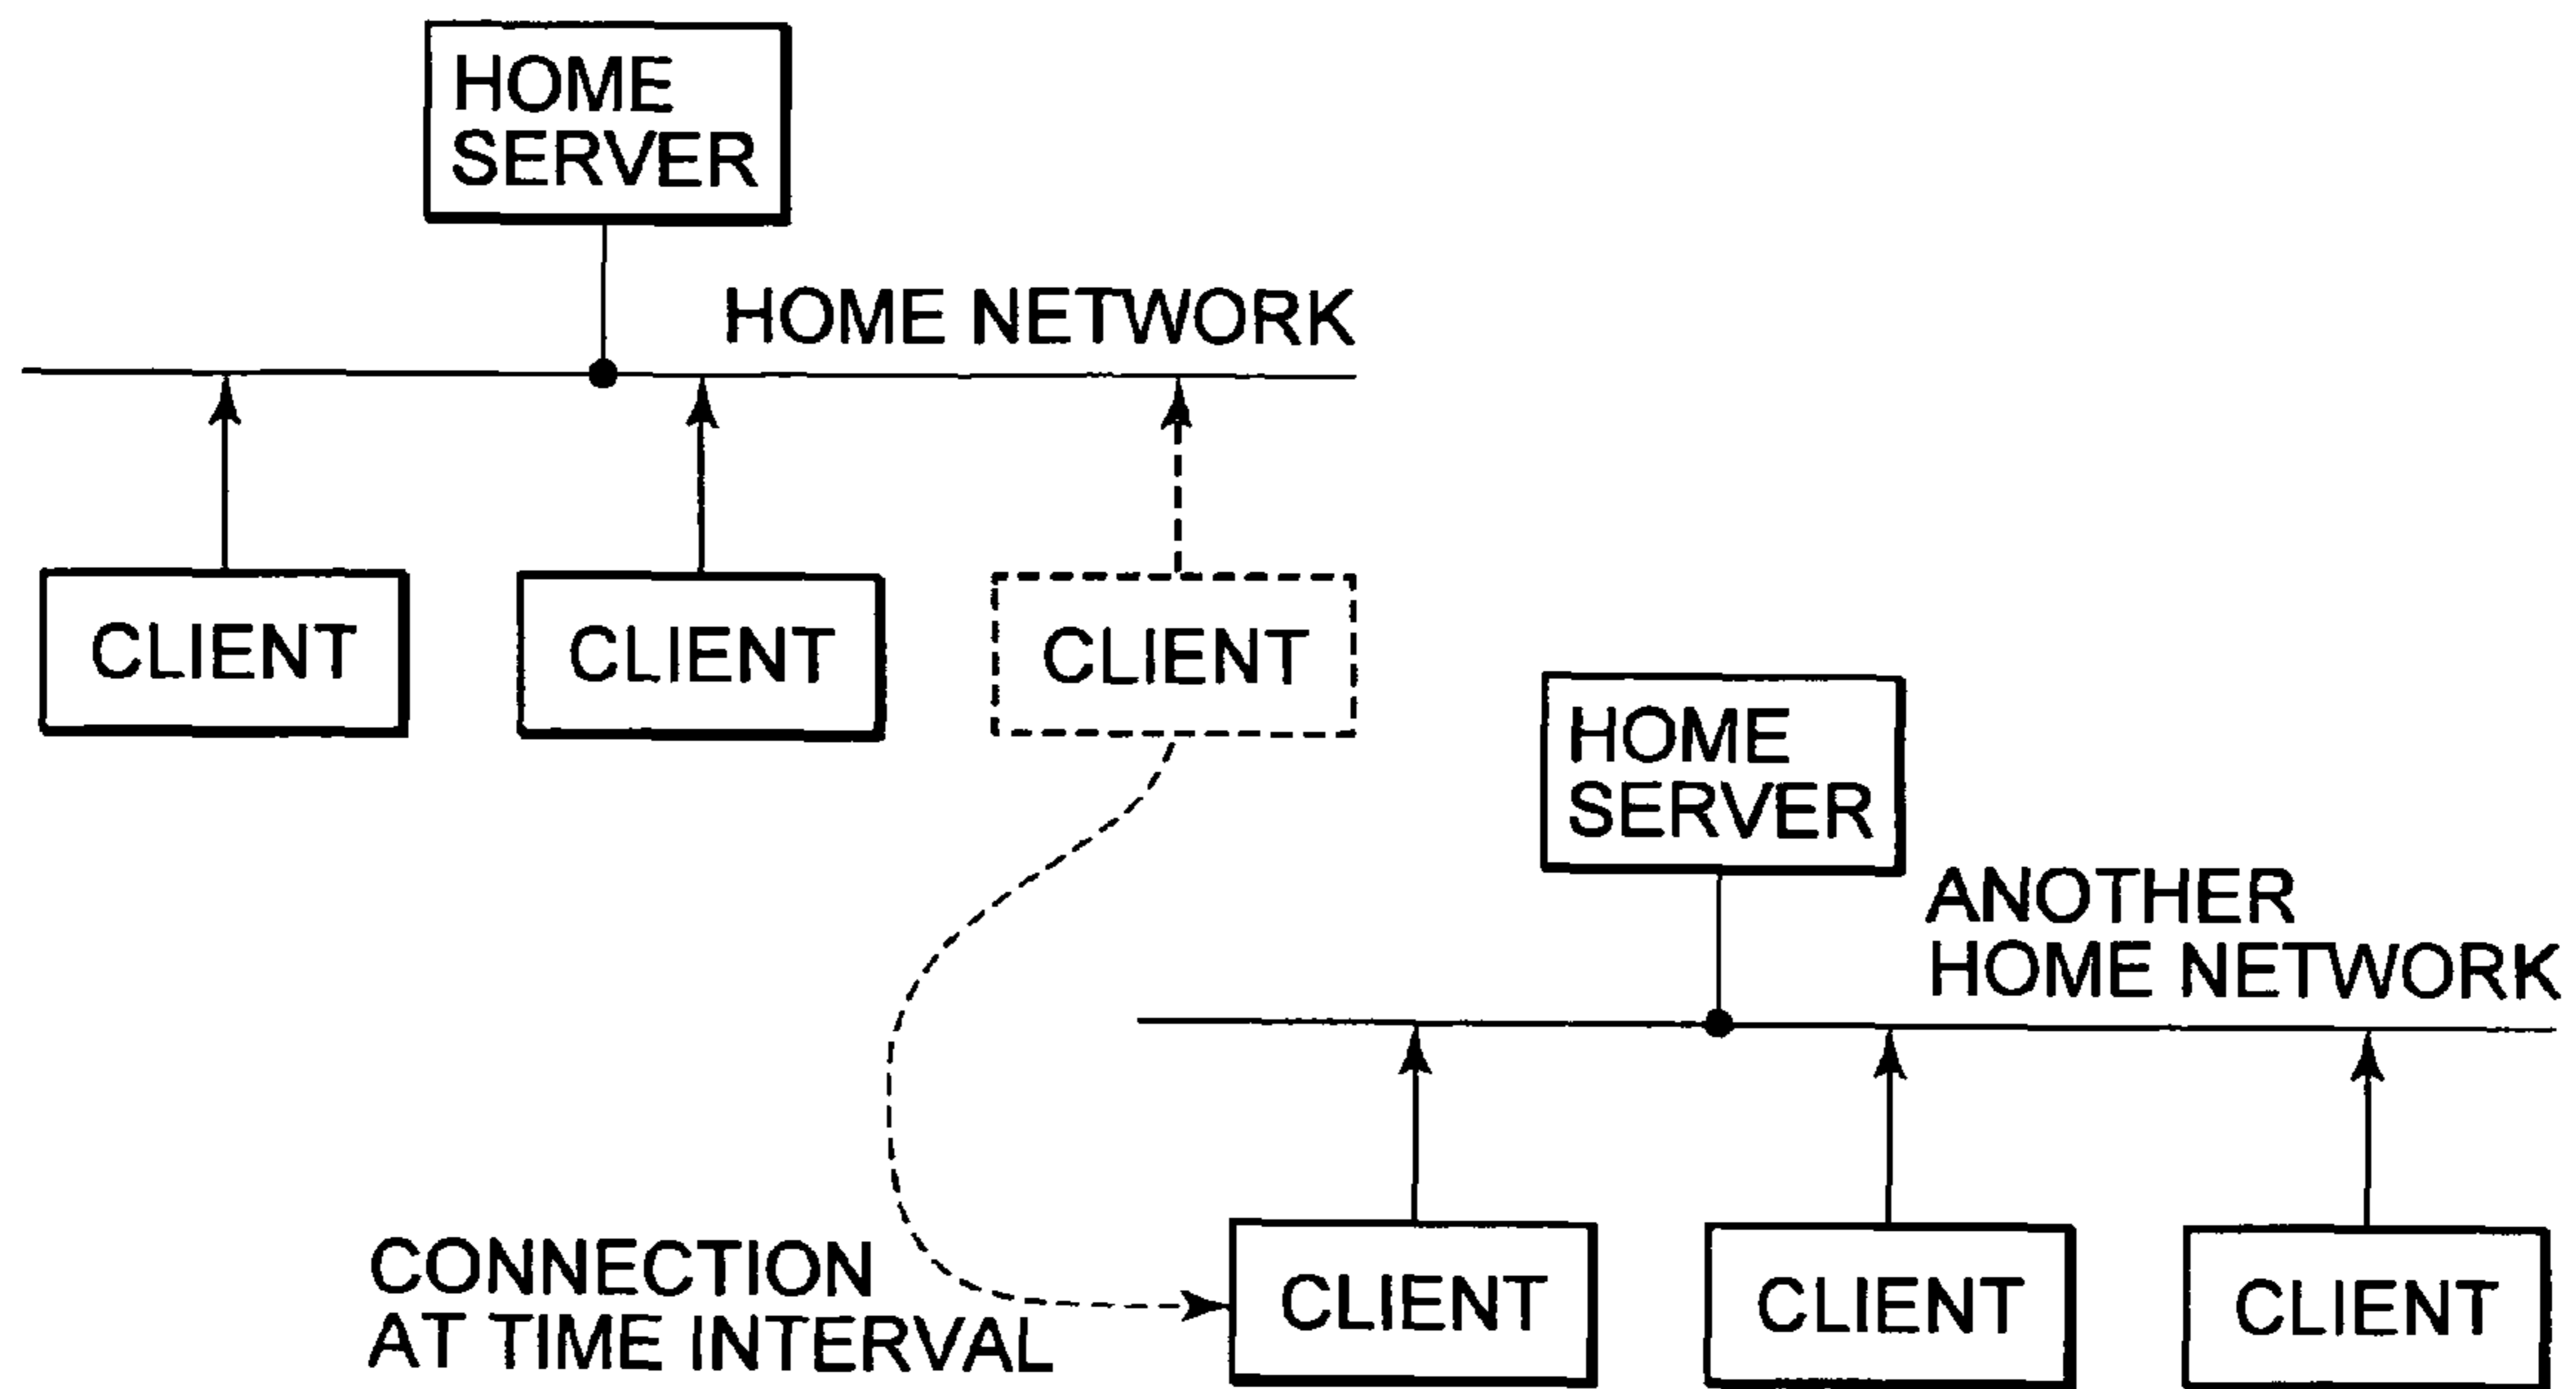 HOME
SERVER
HOME NETWORK
CLIENT
CLIENT
CLIENT
HOME
SERVER
ANOTHER
HOME NETWORK
CONNECTION
AT TIME INTERVAL
CLIENT
CLIENT
CLIENT